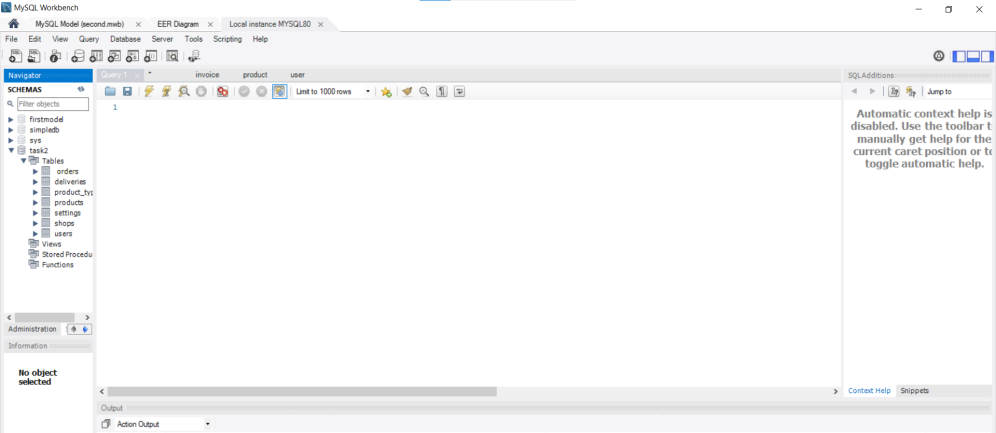 MySQL Workbench
MySQL Model (second.mwb) × EER Diagram × Local instance MYSQL80 ×
File Edit View Query Database Server Tools Scripting Help
Navigator
SCHEMAS
Filter objects
firstmodel
simpledb
sys
task2
Tables
orders
deliveries
product_typ
products
settings
shops
users
Views
Stored Procedu
Functions
Administration
Information
No object
selected
Query 1 × * invoice product user
Limit to 1000 rows
1
Output
Action Output
SQLAdditions
Jump to
Automatic context help is
disabled. Use the toolbar t
manually get help for the
current caret position or to
toggle automatic help.
Context Help Snippets